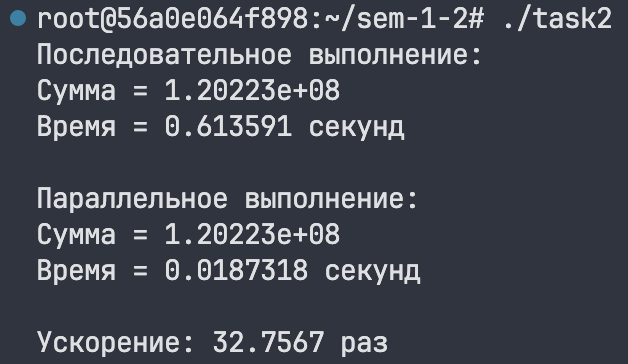 root@56a0e064f898:~/sem-1-2# ./task2
Последовательное выполнение:
Сумма = 1.20223e+08
Время = 0.613591 секунд
Параллельное выполнение:
Сумма = 1.20223e+08
Время = 0.0187318 секунд
Ускорение: 32.7567 раз